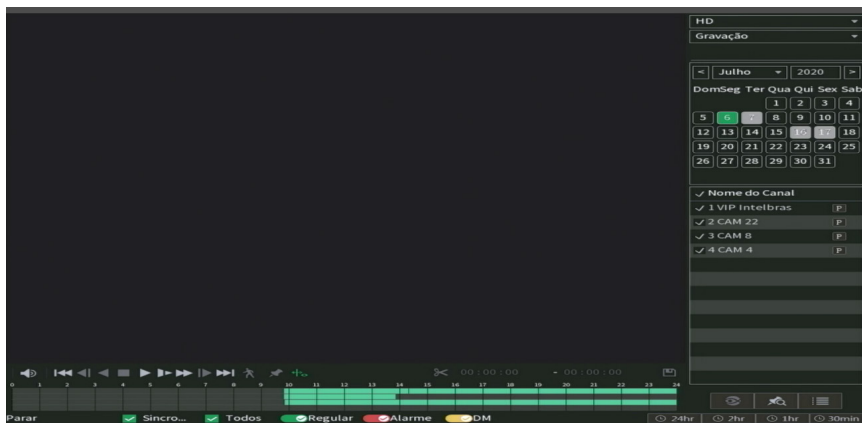 HD
Gravação
< Julho 2020 >
Dom Seg Ter Qua Qui Sex Sab
1 2 3 4
5 6 7 8 9 10 11
12 13 14 15 16 17 18
19 20 21 22 23 24 25
26 27 28 29 30 31
Nome do Canal
1 VIP Intelbras P
2 CAM 22 P
3 CAM 8 P
4 CAM 4 P
00:00:00 - 00:00:00
0 1 2 3 4 5 6 7 8 9 10 11 12 13 14 15 16 17 18 19 20 21 22 23 24
Parar Sincro... Todos Regular Alarme DM 24hr 2hr 1hr 30min